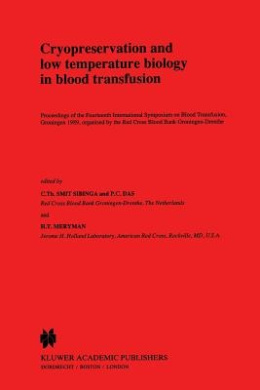 Cryopreservation and
low temperature biology
in blood transfusion
Proceedings of the Fourteenth International Symposium on Blood Transfusion,
Groningen 1989, organised by the Red Cross Blood Bank Groningen-Drenthe
edited by
C.Th. SMIT SIBINGA and P.C. DAS
Red Cross Blood Bank Groningen-Drenthe, The Netherlands
and
H.T. MERYMAN
Jerome H. Holland Laboratory, American Red Cross, Rockville, MD, U.S.A.
KLUWER ACADEMIC PUBLISHERS
DORDRECHT / BOSTON / LONDON